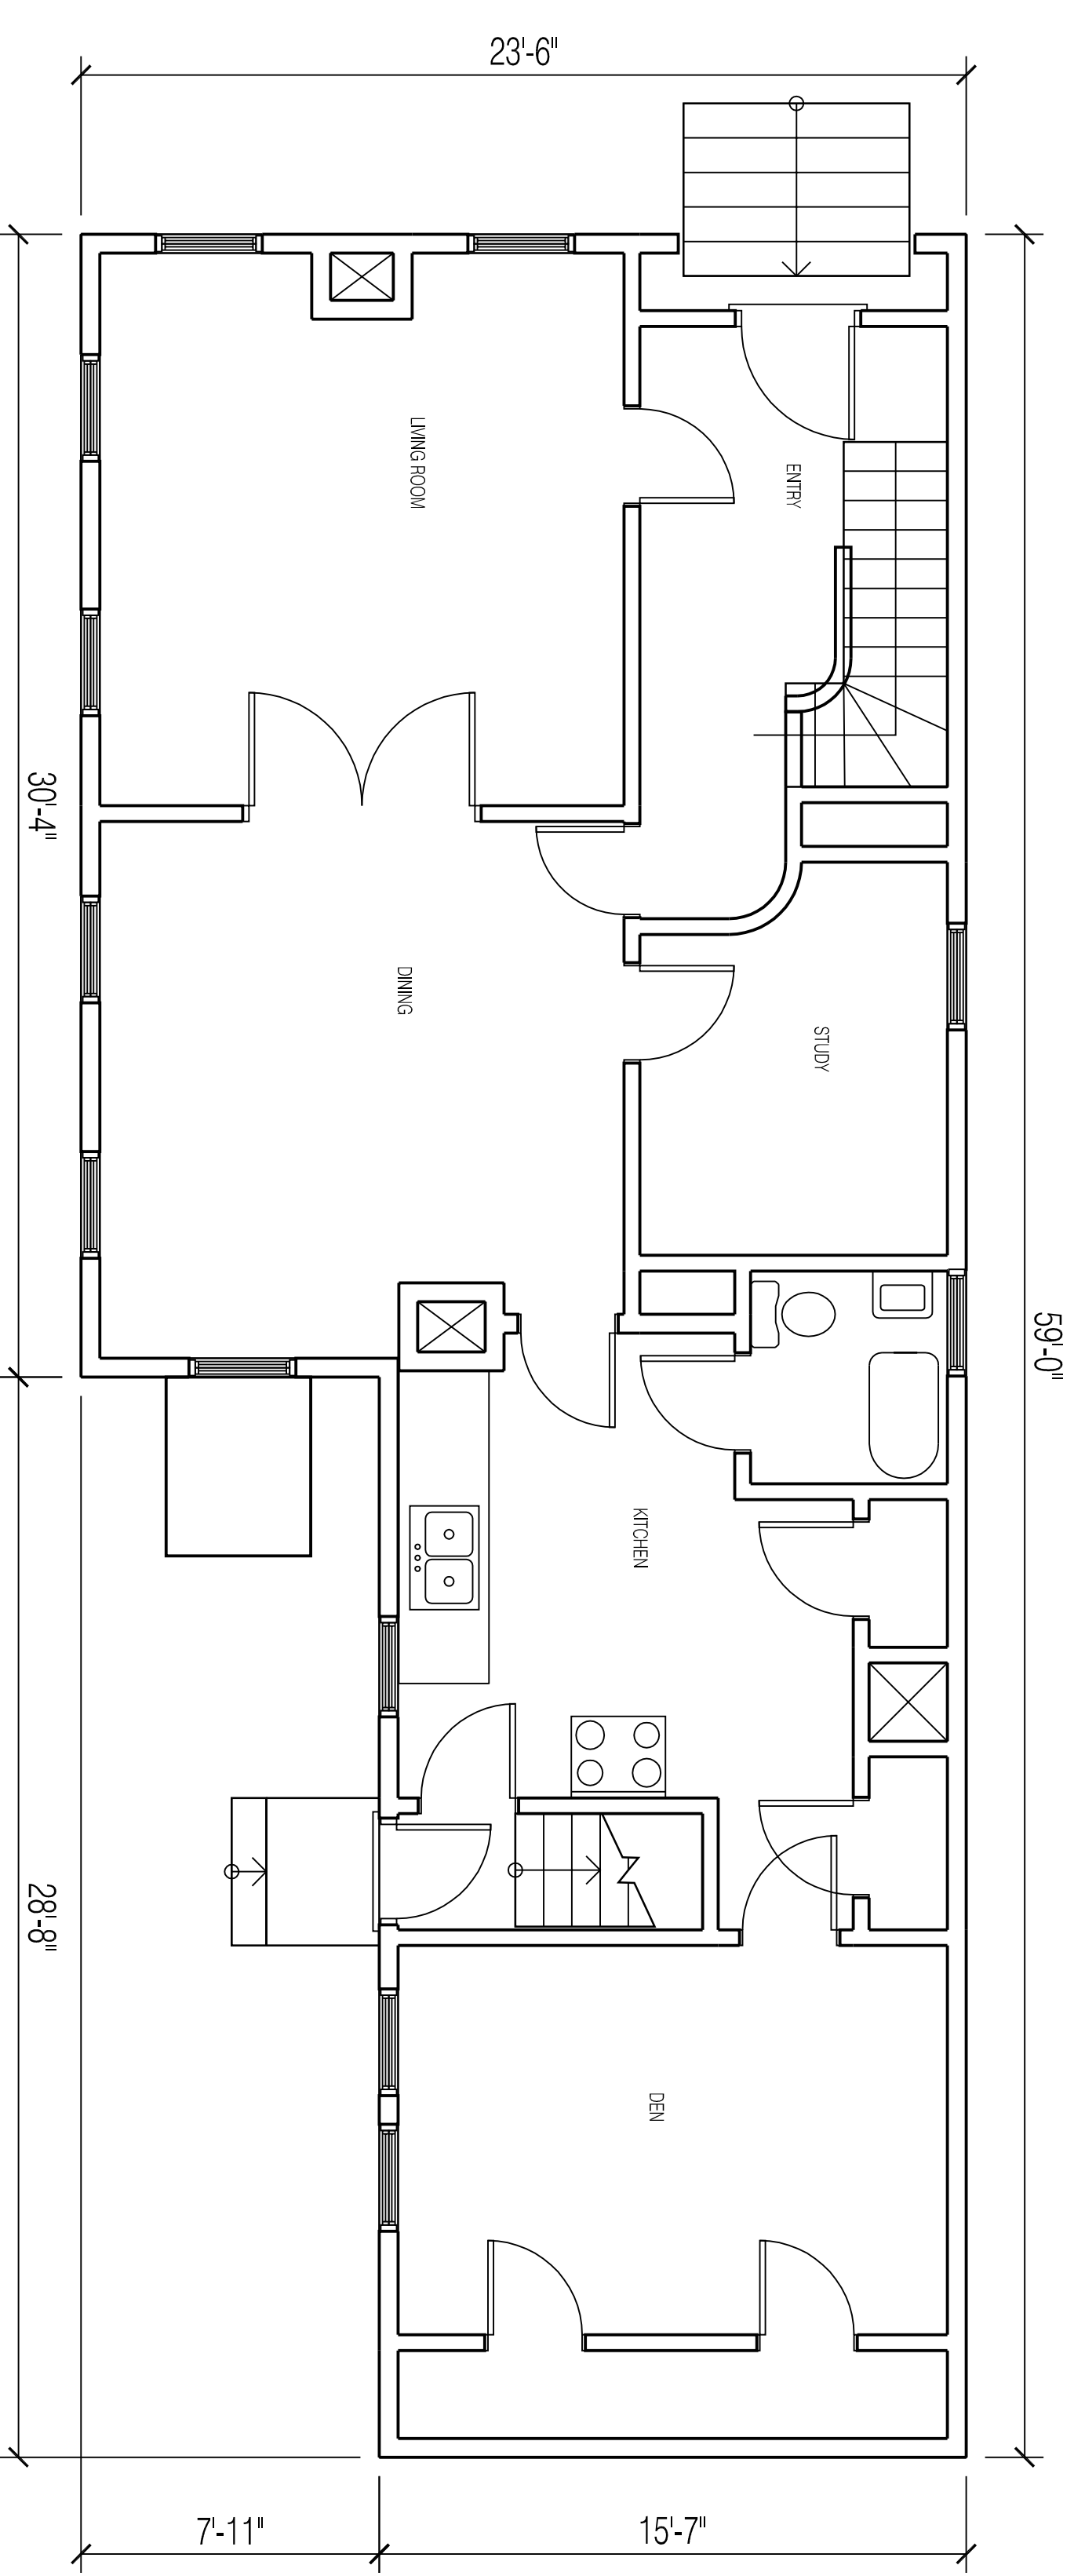 23'-6"
LIVING ROOM
ENTRY
30'-4"
DINING
STUDY
59'-0"
KITCHEN
28'-8"
DEN
7'-11"
15'-7"